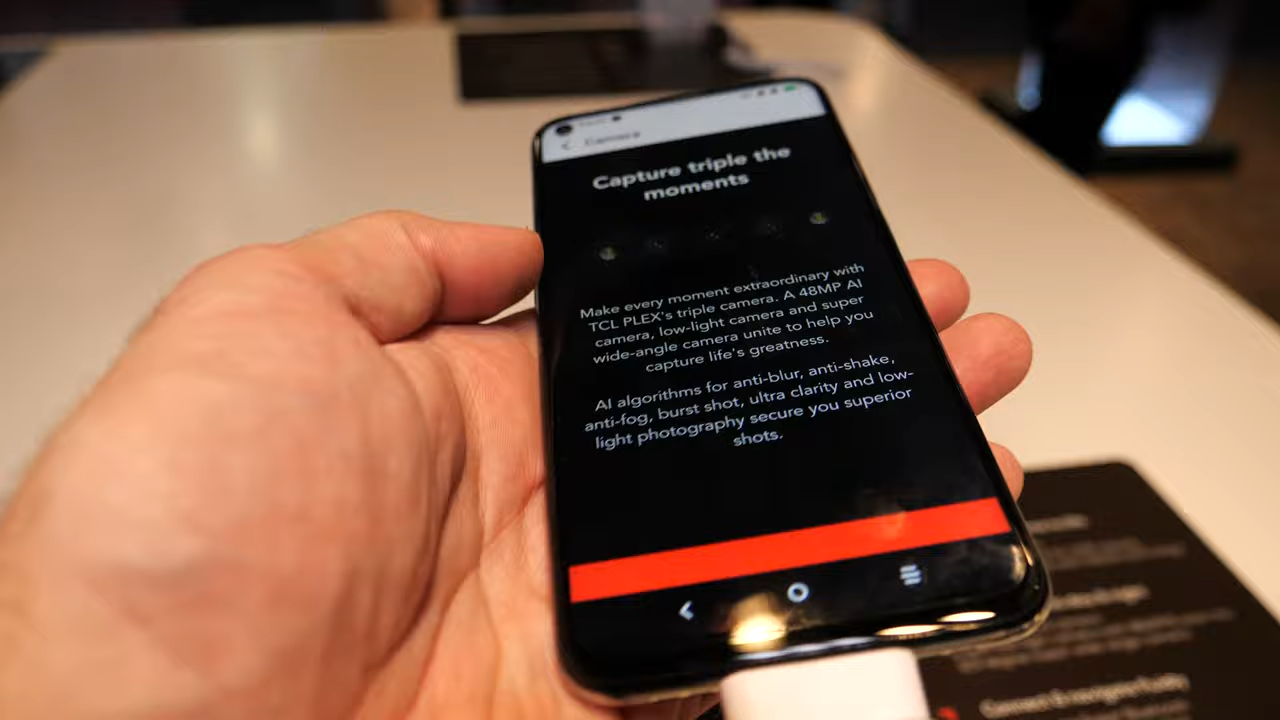 Camera
Capture triple the
moments
Make every moment extraordinary with
TCL PLEX's triple camera. A 48MP AI
camera, low-light camera and super
wide-angle camera unite to help you
capture life's greatness.
AI algorithms for anti-blur, anti-shake,
anti-fog, burst shot, ultra clarity and low-
light photography secure you superior
shots.